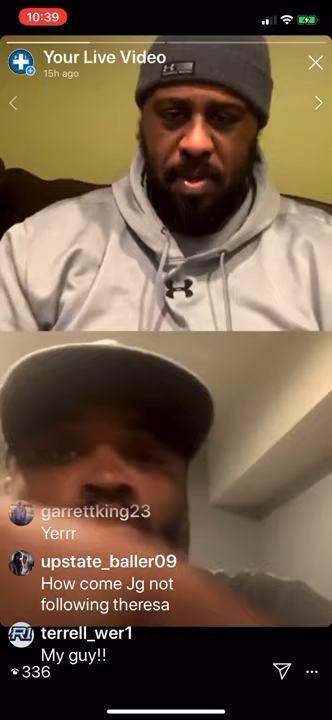 10:39
Your Live Video
15h ago
garrettking23
Yerrr
upstate_baller09
How come Jg not
following theresa
terrell_wer1
My guy!!
336